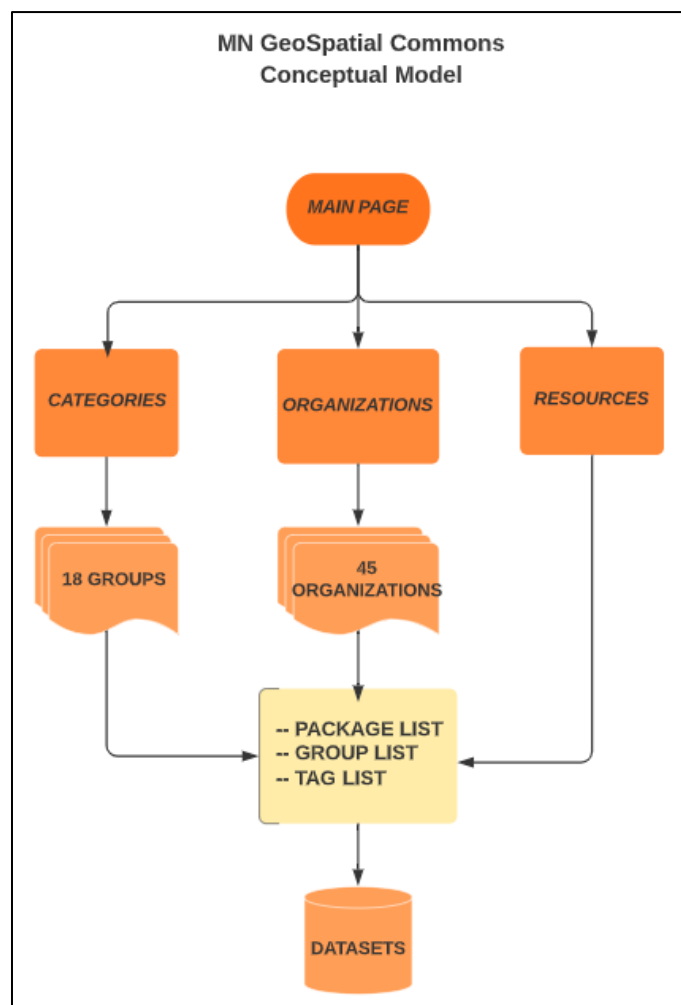 MN GeoSpatial Commons
Conceptual Model
MAIN PAGE
CATEGORIES
ORGANIZATIONS
RESOURCES
18 GROUPS
45
ORGANIZATIONS
-- PACKAGE LIST
-- GROUP LIST
-- TAG LIST
DATASETS